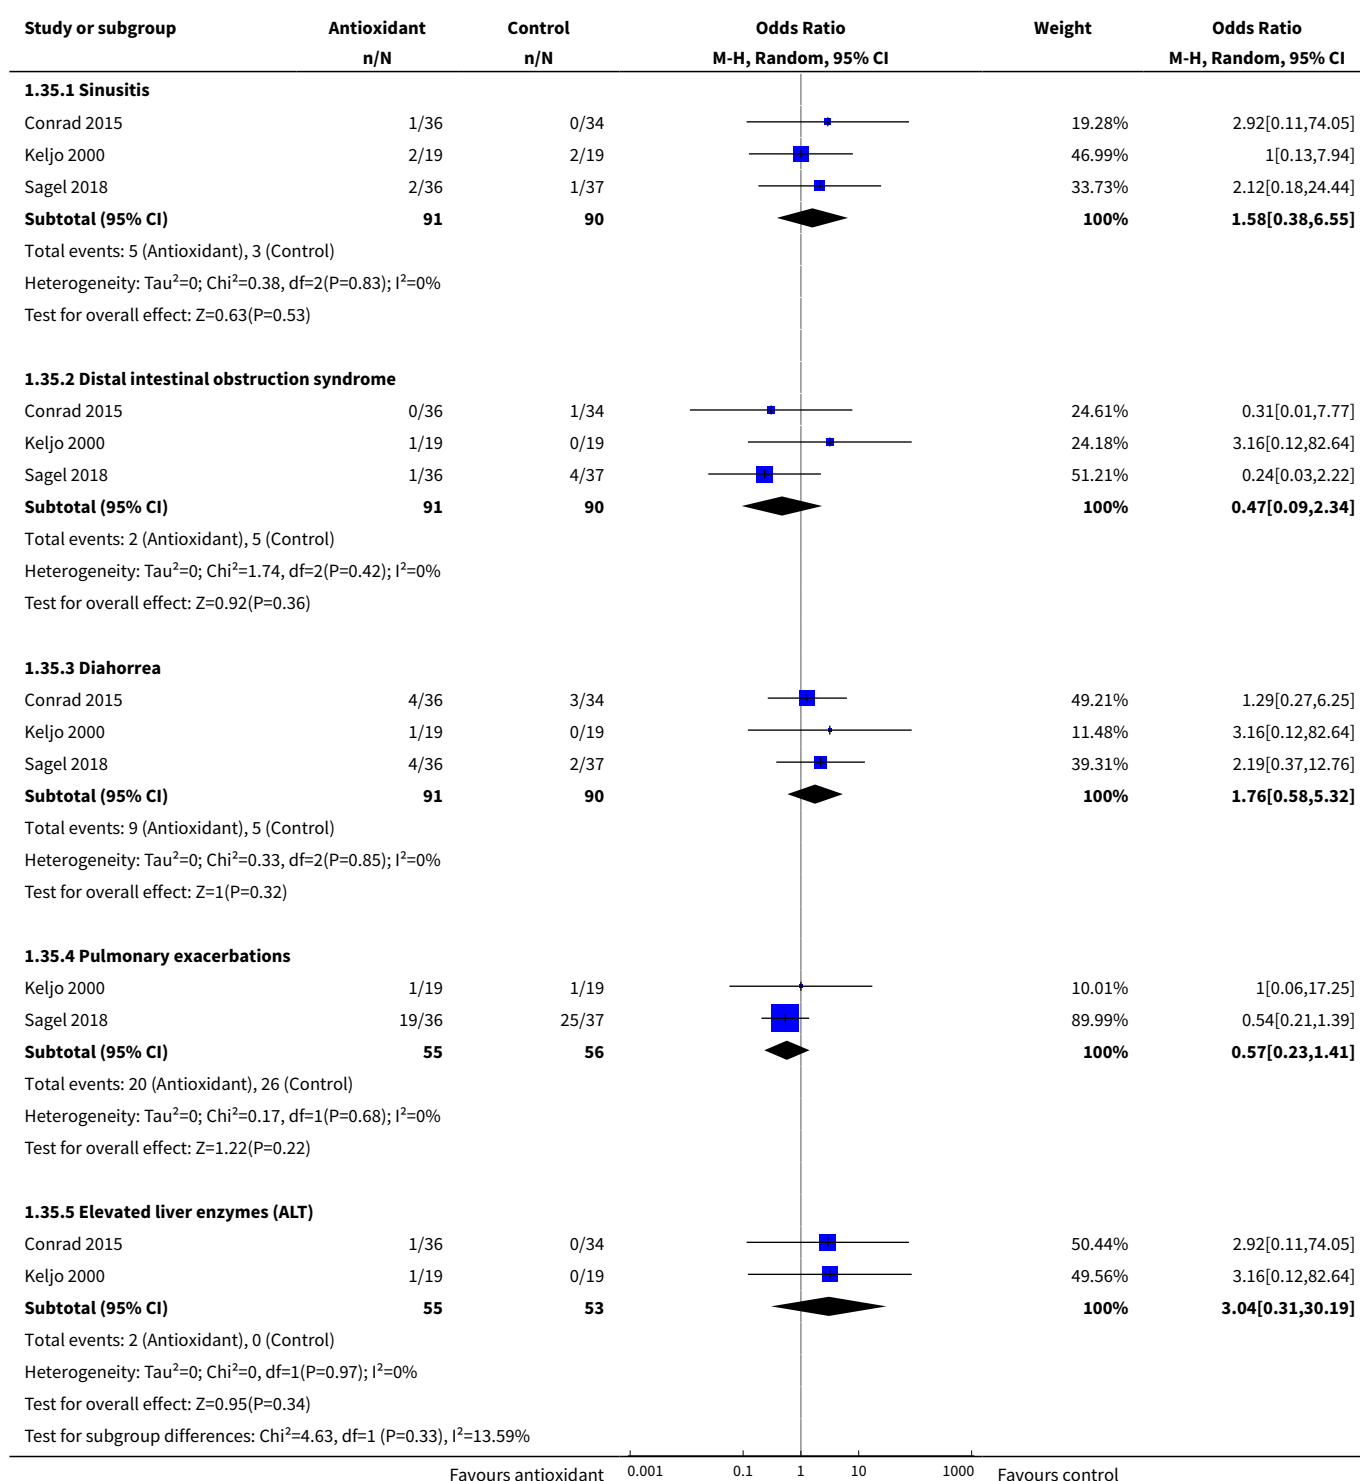 Study or subgroup Antioxidant Control Odds Ratio Weight Odds Ratio
n/N n/N M-H, Random, 95% CI M-H, Random, 95% CI
1.35.1 Sinusitis
Conrad 2015 1/36 0/34 19.28% 2.92[0.11,74.05]
Keljo 2000 2/19 2/19 46.99% 1[0.13,7.94]
Sagel 2018 2/36 1/37 33.73% 2.12[0.18,24.44]
Subtotal (95% CI) 91 90 100% 1.58[0.38,6.55]
Total events: 5 (Antioxidant), 3 (Control)
Heterogeneity: Tau²=0; Chi²=0.38, df=2(P=0.83); I²=0%
Test for overall effect: Z=0.63(P=0.53)
1.35.2 Distal intestinal obstruction syndrome
Conrad 2015 0/36 1/34 24.61% 0.31[0.01,7.77]
Keljo 2000 1/19 0/19 24.18% 3.16[0.12,82.64]
Sagel 2018 1/36 4/37 51.21% 0.24[0.03,2.22]
Subtotal (95% CI) 91 90 100% 0.47[0.09,2.34]
Total events: 2 (Antioxidant), 5 (Control)
Heterogeneity: Tau²=0; Chi²=1.74, df=2(P=0.42); I²=0%
Test for overall effect: Z=0.92(P=0.36)
1.35.3 Diahorrea
Conrad 2015 4/36 3/34 49.21% 1.29[0.27,6.25]
Keljo 2000 1/19 0/19 11.48% 3.16[0.12,82.64]
Sagel 2018 4/36 2/37 39.31% 2.19[0.37,12.76]
Subtotal (95% CI) 91 90 100% 1.76[0.58,5.32]
Total events: 9 (Antioxidant), 5 (Control)
Heterogeneity: Tau²=0; Chi²=0.33, df=2(P=0.85); I²=0%
Test for overall effect: Z=1(P=0.32)
1.35.4 Pulmonary exacerbations
Keljo 2000 1/19 1/19 10.01% 1[0.06,17.25]
Sagel 2018 19/36 25/37 89.99% 0.54[0.21,1.39]
Subtotal (95% CI) 55 56 100% 0.57[0.23,1.41]
Total events: 20 (Antioxidant), 26 (Control)
Heterogeneity: Tau²=0; Chi²=0.17, df=1(P=0.68); I²=0%
Test for overall effect: Z=1.22(P=0.22)
1.35.5 Elevated liver enzymes (ALT)
Conrad 2015 1/36 0/34 50.44% 2.92[0.11,74.05]
Keljo 2000 1/19 0/19 49.56% 3.16[0.12,82.64]
Subtotal (95% CI) 55 53 100% 3.04[0.31,30.19]
Total events: 2 (Antioxidant), 0 (Control)
Heterogeneity: Tau²=0; Chi²=0, df=1(P=0.97); I²=0%
Test for overall effect: Z=0.95(P=0.34)
Test for subgroup differences: Chi²=4.63, df=1 (P=0.33), I²=13.59%
Favours antioxidant 0.001 0.1 1 10 1000 Favours control